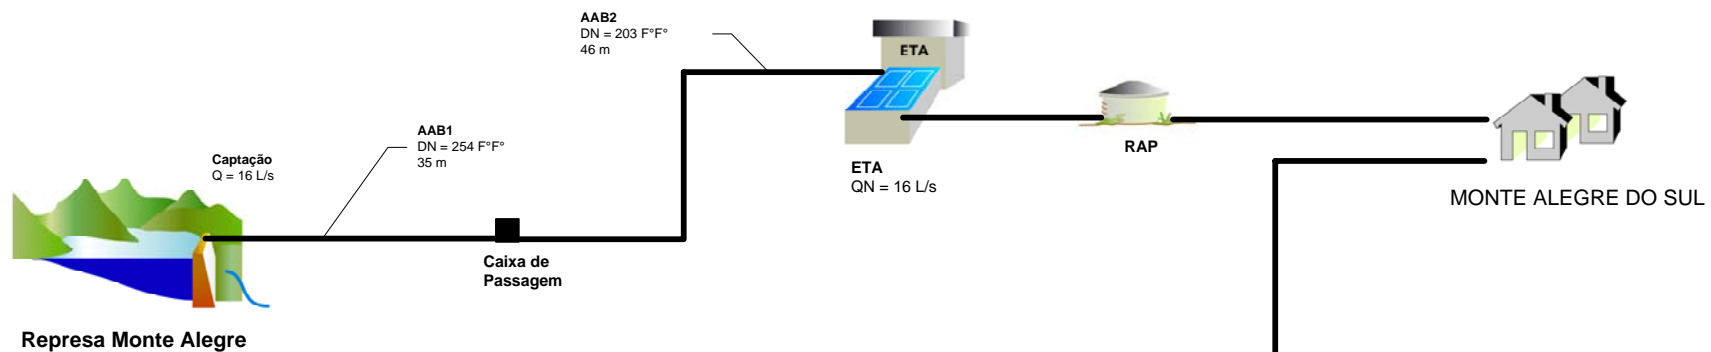 AAB2
DN = 203 F°F°
46 m
ETA
AAB1
DN = 254 F°F°
35 m
RAP
Captação
Q = 16 L/s
ETA
QN = 16 L/s
MONTE ALEGRE DO SUL
Caixa de
Passagem
Represa Monte Alegre